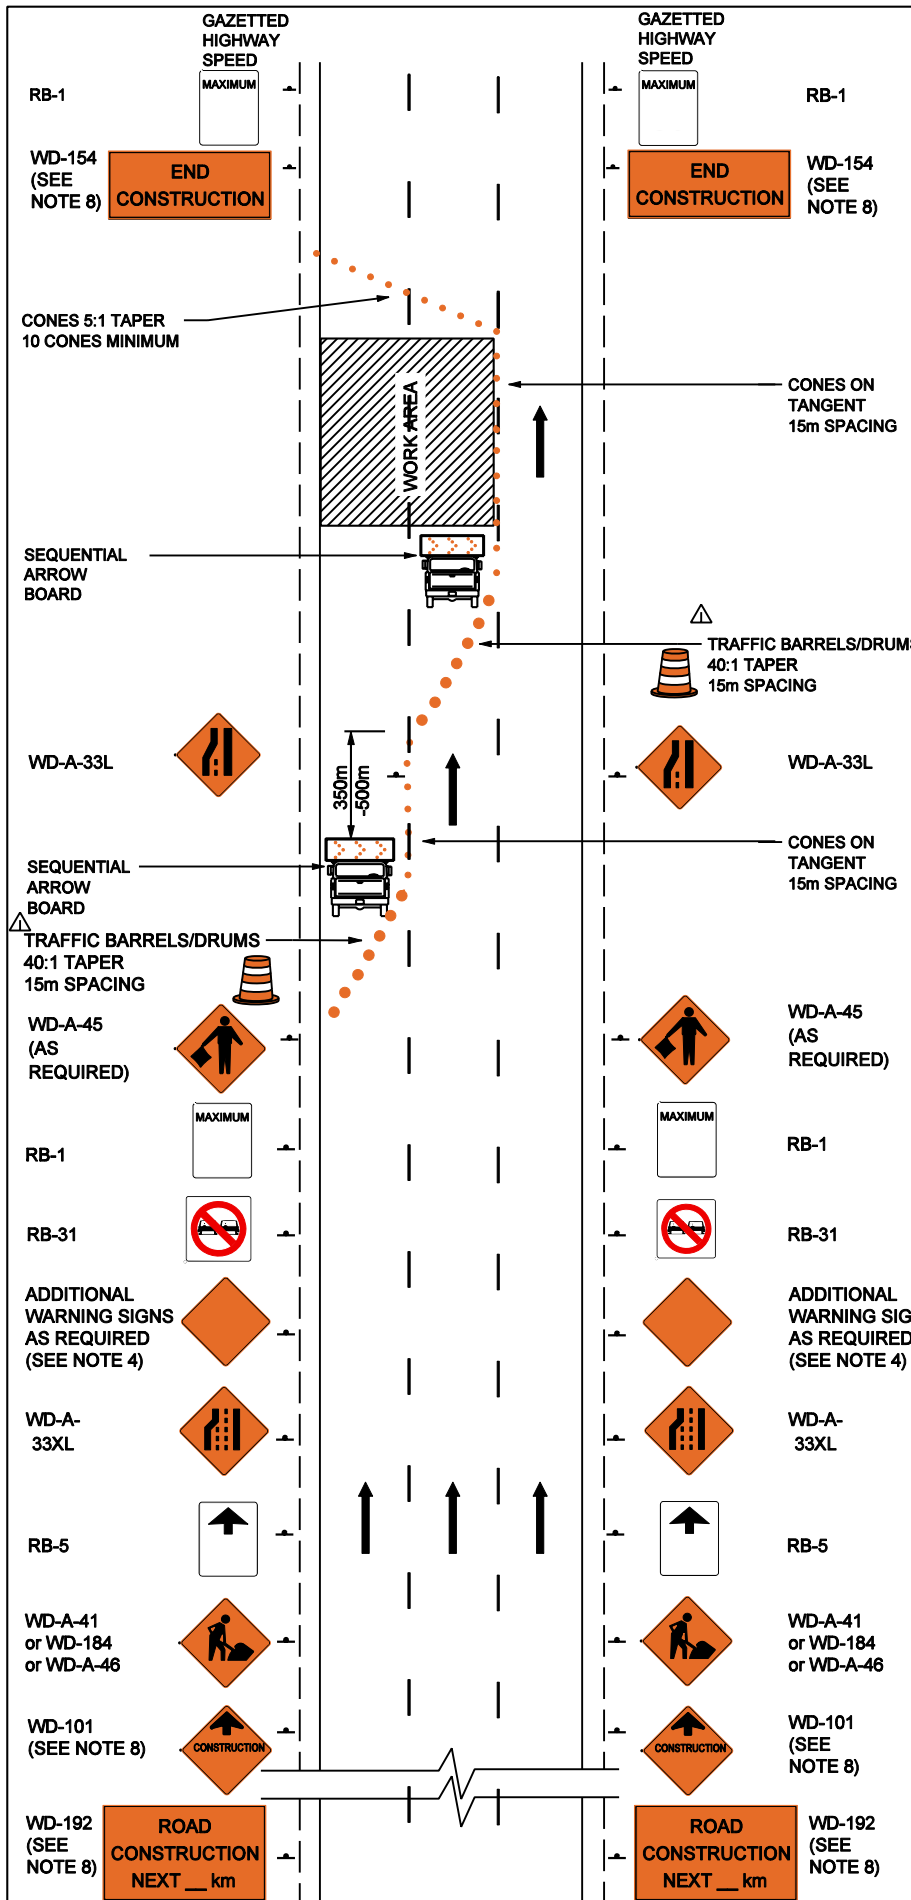 GAZETTED
HIGHWAY
SPEED
GAZETTED
HIGHWAY
SPEED
RB-1
MAXIMUM
MAXIMUM
RB-1
WD-154
(SEE
NOTE 8)
END
CONSTRUCTION
END
CONSTRUCTION
WD-154
(SEE
NOTE 8)
CONES 5:1 TAPER
10 CONES MINIMUM
WORK AREA
CONES ON
TANGENT
15m SPACING
SEQUENTIAL
ARROW
BOARD
1
TRAFFIC BARRELS/DRUMS
40:1 TAPER
15m SPACING
WD-A-33L
350m
-500m
WD-A-33L
SEQUENTIAL
ARROW
BOARD
CONES ON
TANGENT
15m SPACING
1
TRAFFIC BARRELS/DRUMS
40:1 TAPER
15m SPACING
WD-A-45
(AS
REQUIRED)
WD-A-45
(AS
REQUIRED)
RB-1
MAXIMUM
MAXIMUM
RB-1
RB-31
RB-31
ADDITIONAL
WARNING SIGNS
AS REQUIRED
(SEE NOTE 4)
ADDITIONAL
WARNING SIG
AS REQUIRED
(SEE NOTE 4)
WD-A-
33XL
WD-A-
33XL
RB-5
RB-5
WD-A-41
or WD-184
or WD-A-46
WD-A-41
or WD-184
or WD-A-46
WD-101
(SEE NOTE 8)
CONSTRUCTION
CONSTRUCTION
WD-101
(SEE
NOTE 8)
WD-192
(SEE
NOTE 8)
ROAD
CONSTRUCTION
NEXT __ km
ROAD
CONSTRUCTION
NEXT __ km
WD-192
(SEE
NOTE 8)